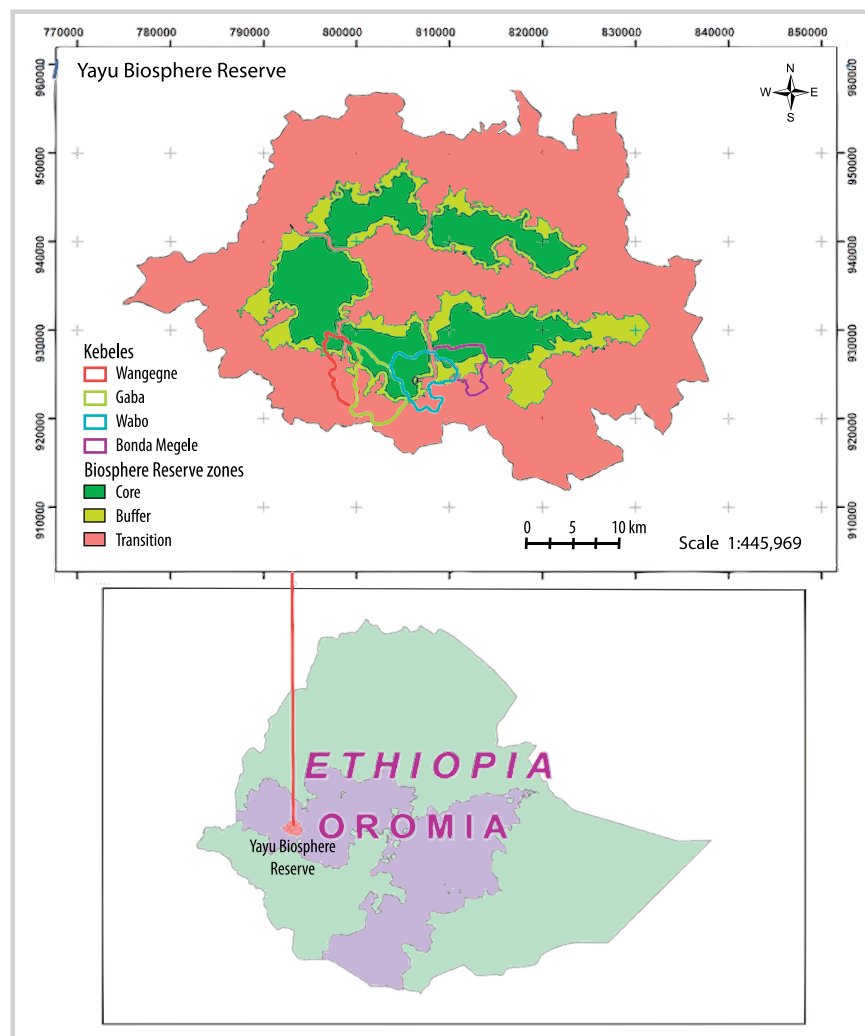 770000 780000 790000 800000 810000 820000 830000 840000 850000
Yayu Biosphere Reserve
N
W E
S
960000
950000
940000
930000
920000
910000
960000
950000
940000
930000
920000
910000
Kebeles
Wangegne
Gaba
Wabo
Bonda Megele
Biosphere Reserve zones
Core
Buffer
Transition
0 5 10 km
Scale 1:445,969
ETHIOPIA
OROMIA
Yayu Biosphere
Reserve